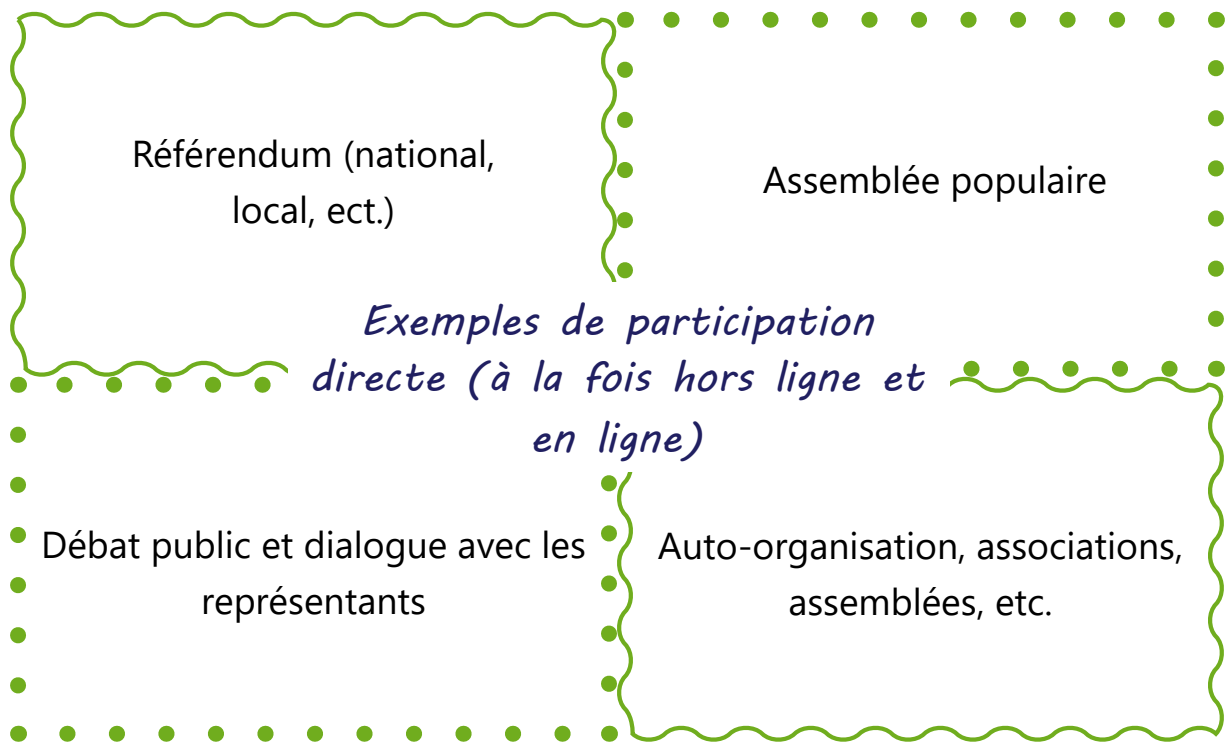 Référendum (national,
local, ect.)
Assemblée populaire
Exemples de participation
directe (à la fois hors ligne et
en ligne)
Débat public et dialogue avec les
représentants
Auto-organisation, associations,
assemblées, etc.